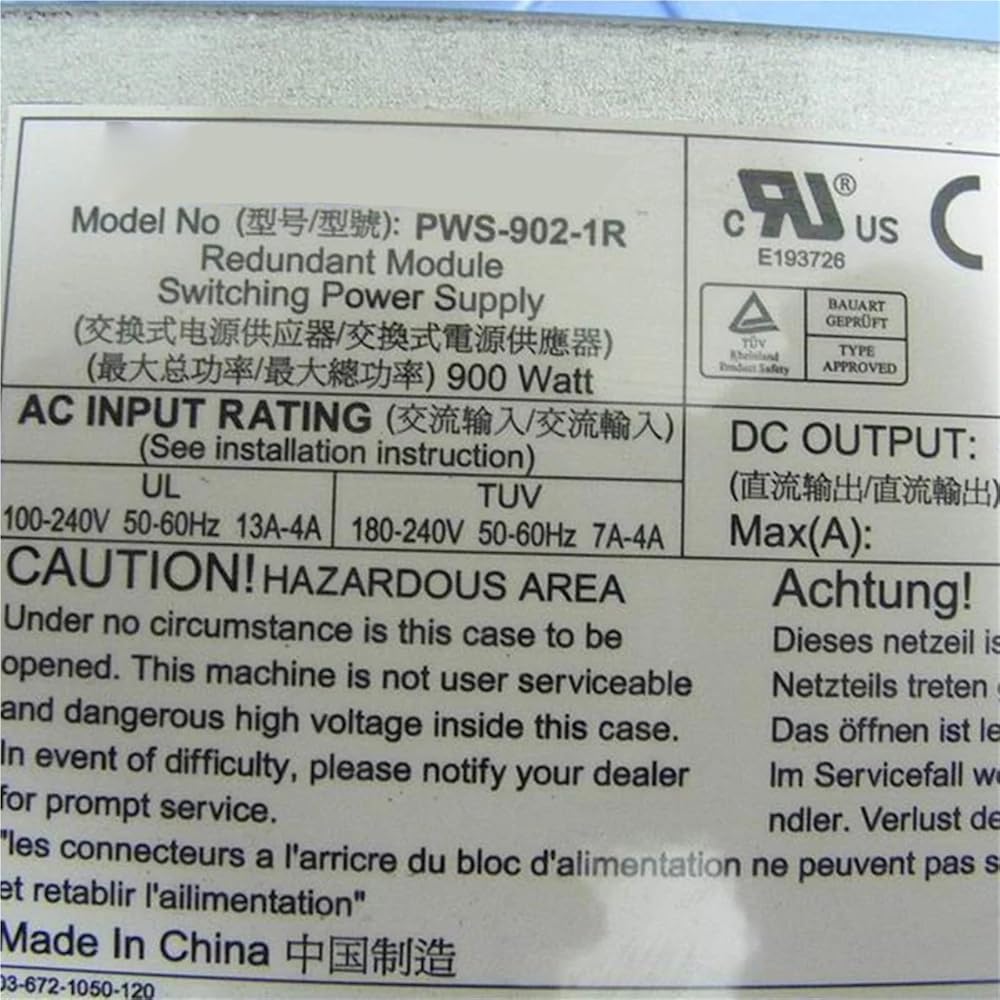 Model No (型号/型號): PWS-902-1R
Redundant Module
Switching Power Supply
(交换式电源供应器/交換式電源供應器)
(最大总功率/最大總功率) 900 Watt
C RU® US
E193726
TÜV
Rheinland
Product Safety
BAUART
GEPRÜFT
TYPE
APPROVED
AC INPUT RATING (交流输入/交流輸入)
(See installation instruction)
UL
100-240V 50-60Hz 13A-4A
TUV
180-240V 50-60Hz 7A-4A
DC OUTPUT:
(直流输出/直流輸出)
Max(A):
CAUTION! HAZARDOUS AREA
Under no circumstance is this case to be
opened. This machine is not user serviceable
and dangerous high voltage inside this case.
In event of difficulty, please notify your dealer
for prompt service.
Achtung!
Dieses netzeil is
Netzteils treten
Das öffnen ist le
Im Servicefall we
ndler. Verlust de
"les connecteurs a l'arricre du bloc d'alimentation ne peuvent pas s
et retablir l'ailimentation"
Made In China 中国制造
03-672-1050-120